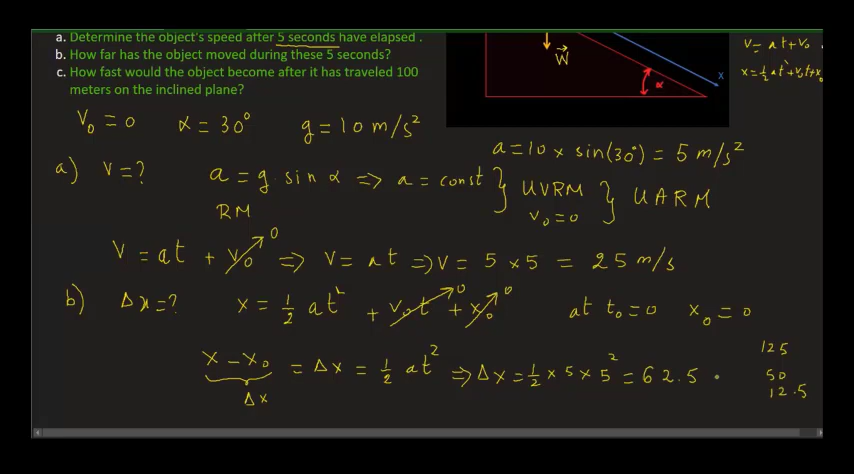 a. Determine the object's speed after 5 seconds have elapsed .
b. How far has the object moved during these 5 seconds?
c. How fast would the object become after it has traveled 100
meters on the inclined plane?
W⃗
x
α
v = at + v₀
x = ½ at² + v₀t + x₀
V₀ = 0 α = 30° g = 10 m/s²
a = 10 × sin(30°) = 5 m/s²
a) V = ? a = g . sin α => a = const } UVRM } UARM
RM V₀ = 0
V = at + V₀ 0 => V = at => V = 5 × 5 = 25 m/s
b) Δx = ? x = ½ at² + V₀t 0 + x₀ 0 at t₀ = 0 x₀ = 0
x − x₀ = Δx = ½ at² => Δx = ½ × 5 × 5² = 62.5
Δx
125
50
12.5